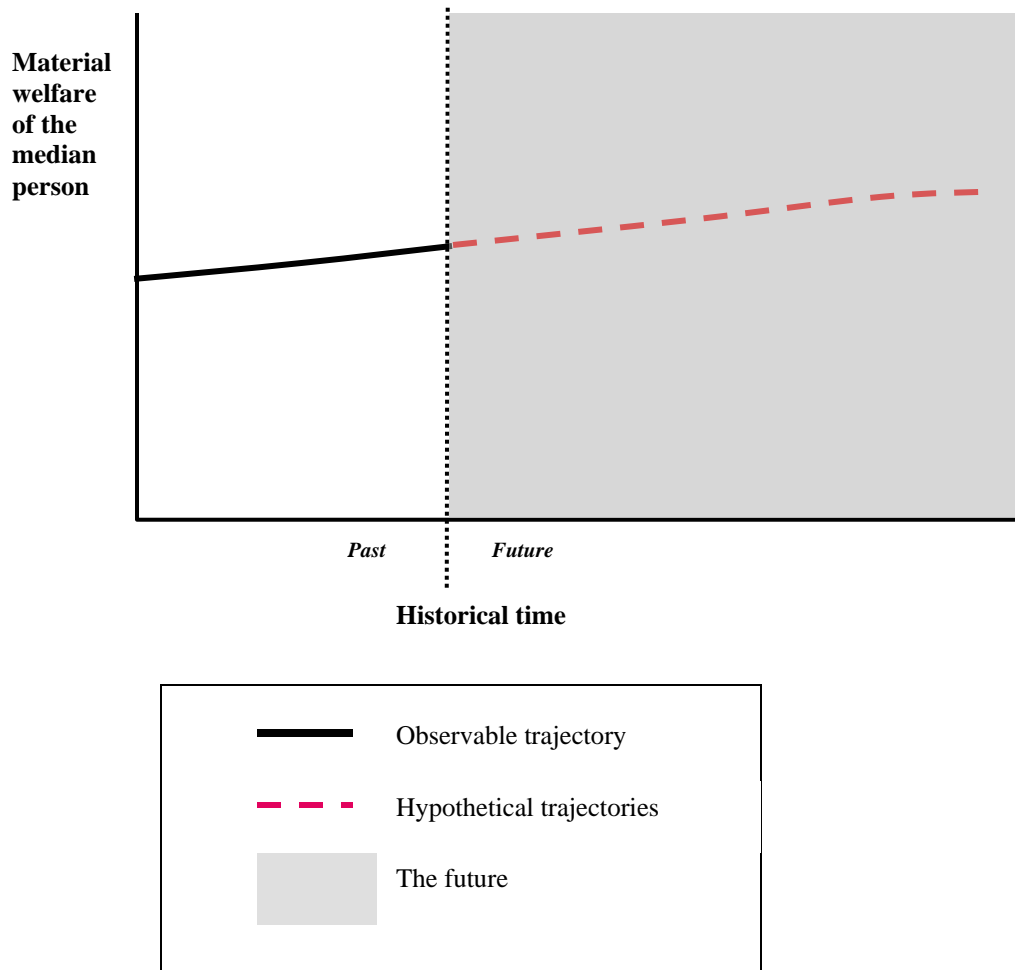 Material
welfare
of the
median
person
Past
Future
Historical time
Observable trajectory
Hypothetical trajectories
The future